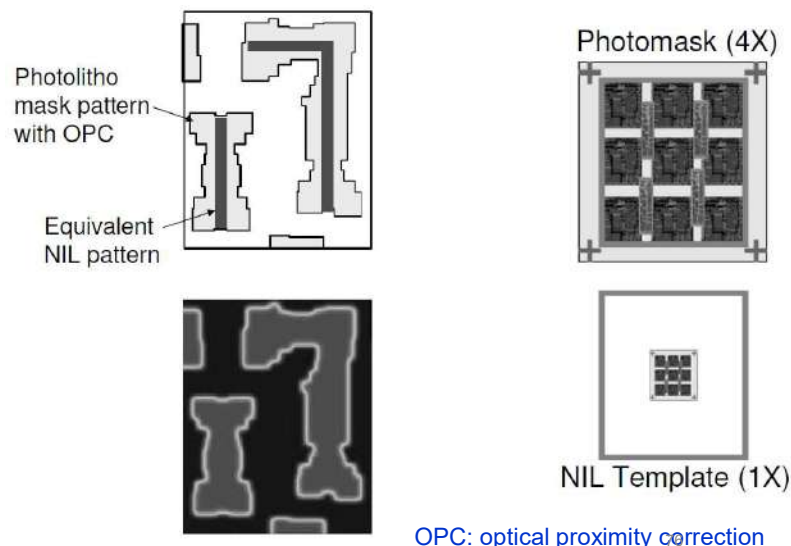 Photolitho
mask pattern
with OPC
Equivalent
NIL pattern
Photomask (4X)
NIL Template (1X)
OPC: optical proximity correction